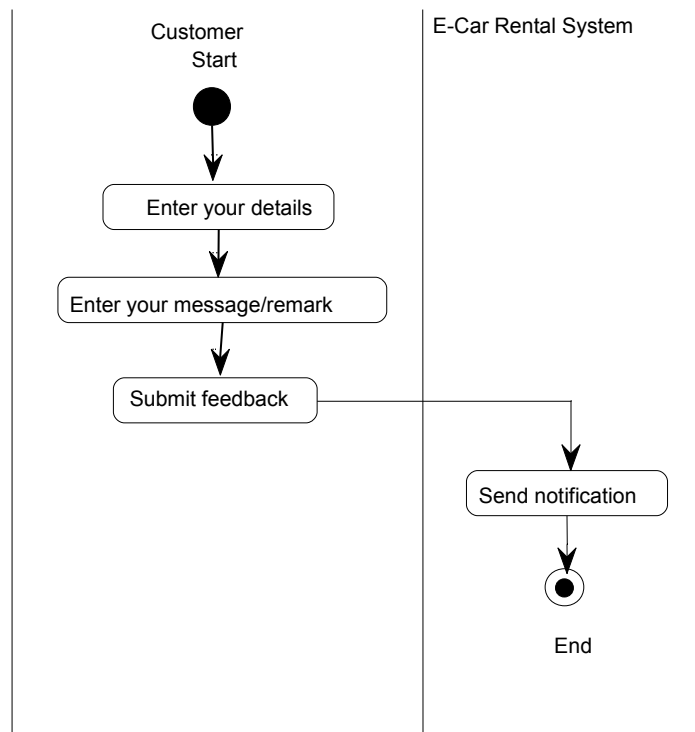 Customer
Start
E-Car Rental System
Enter your details
Enter your message/remark
Submit feedback
Send notification
End